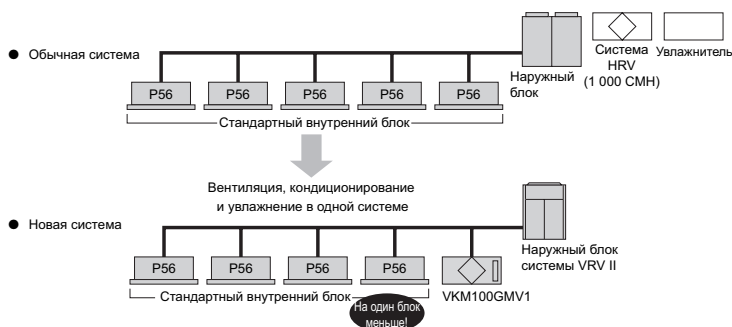 ● Обычная система
P56 P56 P56 P56 P56
Стандартный внутренний блок
Наружный
блок
Система
HRV
(1 000 CMH)
Увлажнитель
Вентиляция, кондиционирование
и увлажнение в одной системе
● Новая система
P56 P56 P56 P56
Стандартный внутренний блок
На один блок
меньше!
VKM100GMV1
Наружный блок
системы VRV II